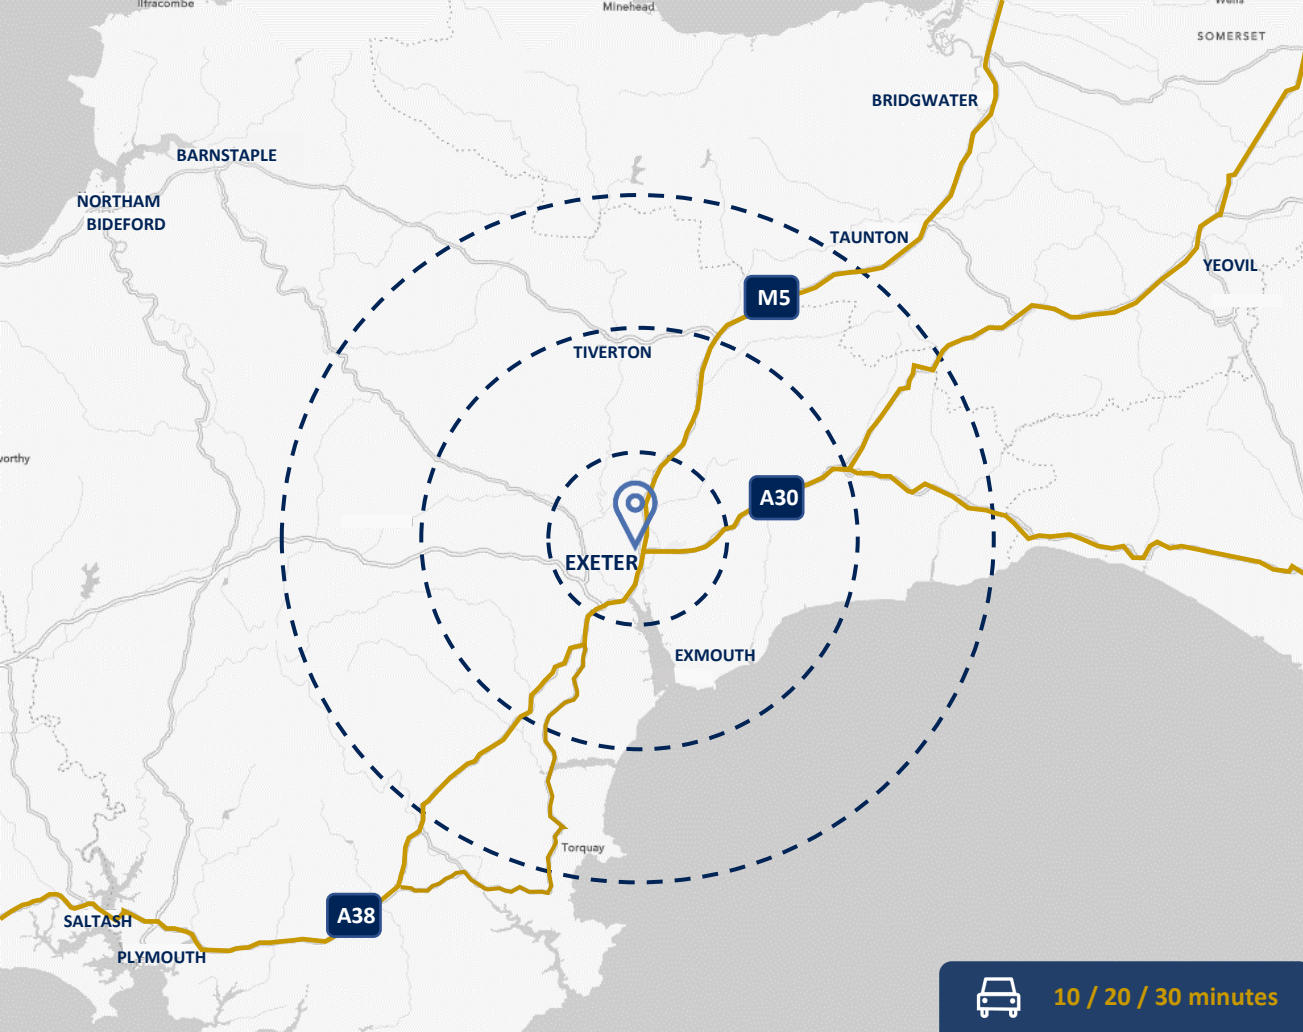 Ilfracombe
Minehead
Wells
SOMERSET
BRIDGWATER
BARNSTAPLE
NORTHAM
BIDEFORD
TAUNTON
YEOVIL
M5
TIVERTON
worthy
A30
EXETER
EXMOUTH
Torquay
A38
SALTASH
PLYMOUTH
10 / 20 / 30 minutes